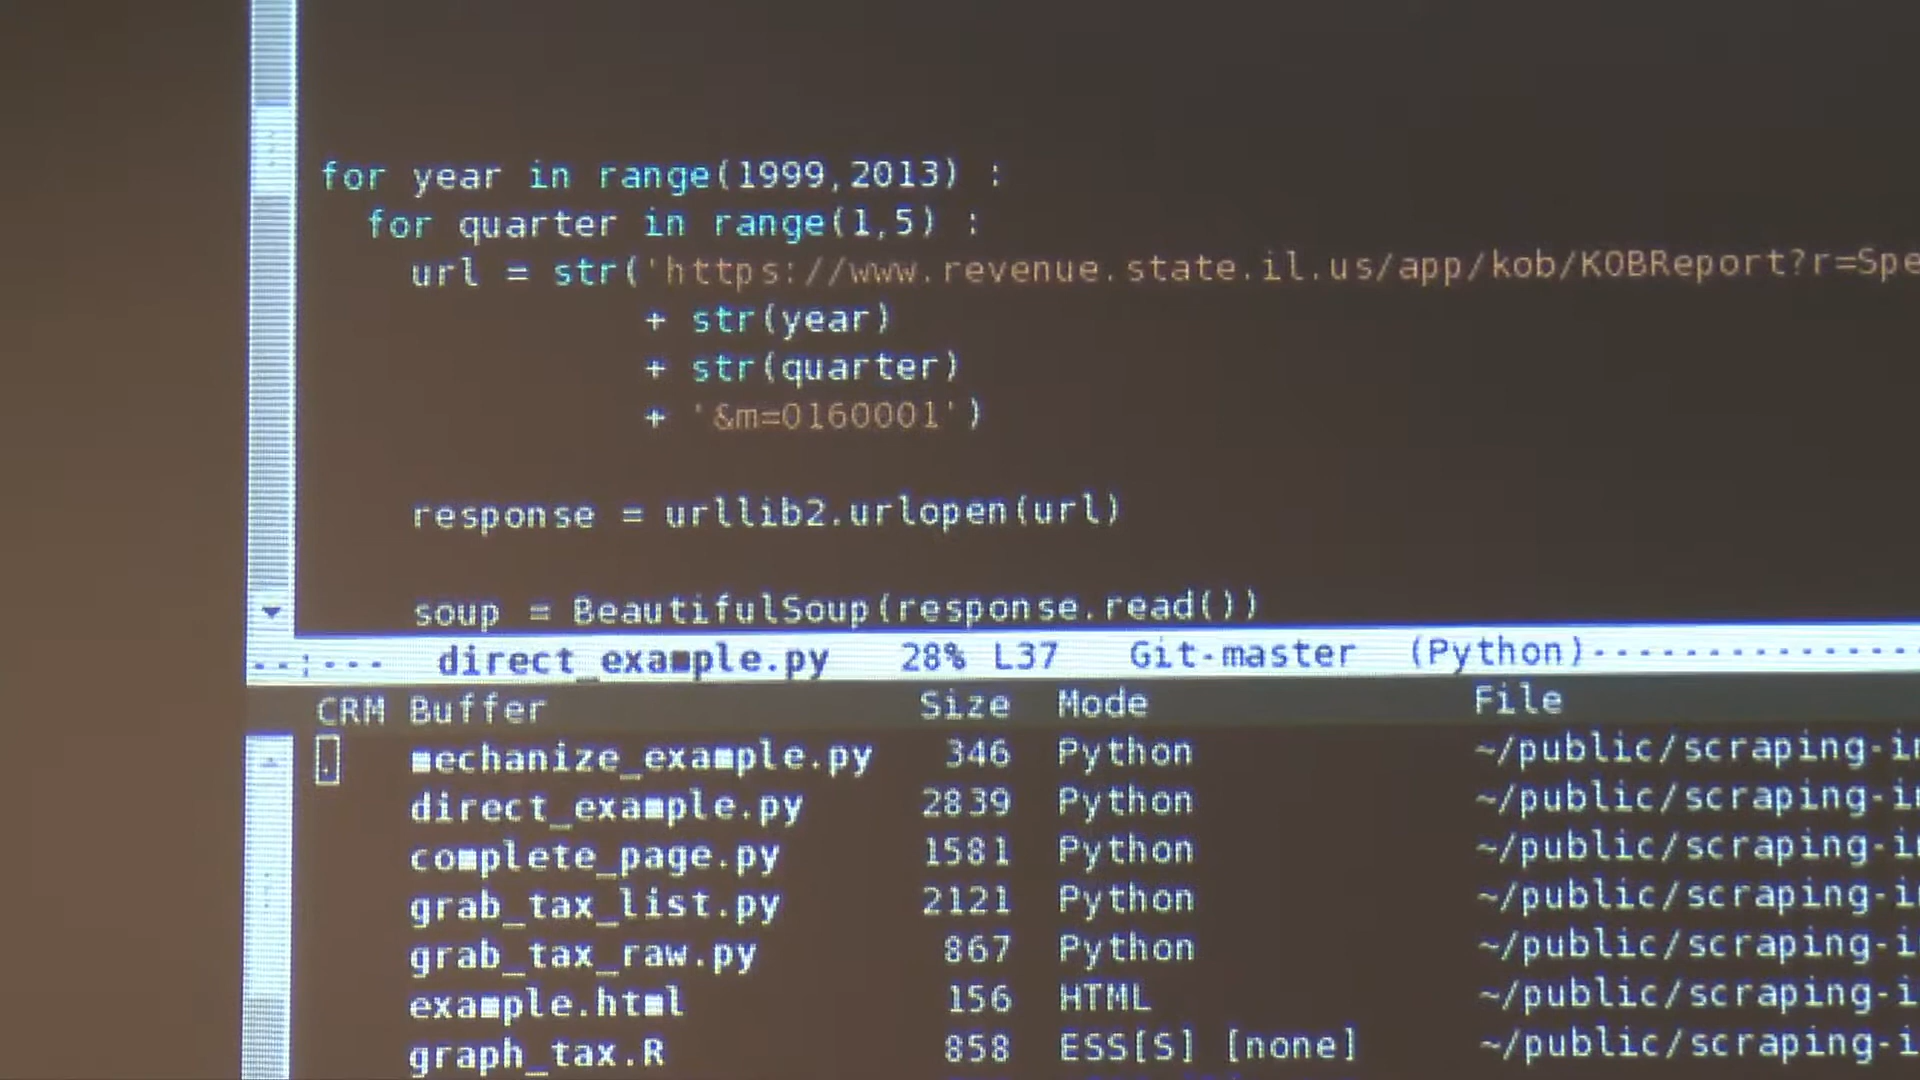 for year in range(1999,2013) :
for quarter in range(1,5) :
url = str('https://www.revenue.state.il.us/app/kob/KOBReport?r=Spe
+ str(year)
+ str(quarter)
+ '&m=0160001')
response = urllib2.urlopen(url)
soup = BeautifulSoup(response.read())
--:--- direct_example.py 28% L37 Git-master (Python)---------------
CRM Buffer Size Mode File
. mechanize_example.py 346 Python ~/public/scraping-in
direct_example.py 2839 Python ~/public/scraping-in
complete_page.py 1581 Python ~/public/scraping-in
grab_tax_list.py 2121 Python ~/public/scraping-in
grab_tax_raw.py 867 Python ~/public/scraping-i
example.html 156 HTML ~/public/scraping-i
graph_tax.R 858 ESS[S] [none] ~/public/scraping-i